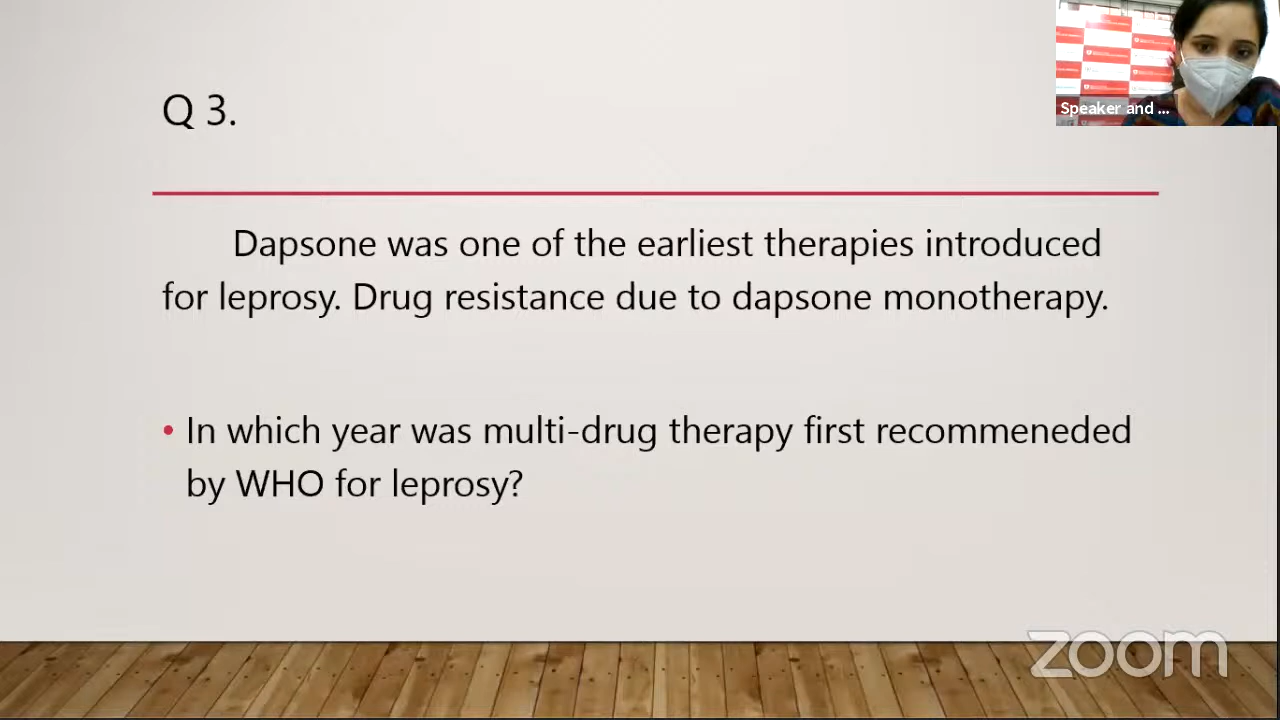 Q 3.
Speaker and ...
Dapsone was one of the earliest therapies introduced
for leprosy. Drug resistance due to dapsone monotherapy.
• In which year was multi-drug therapy first recommeneded
by WHO for leprosy?
zoom